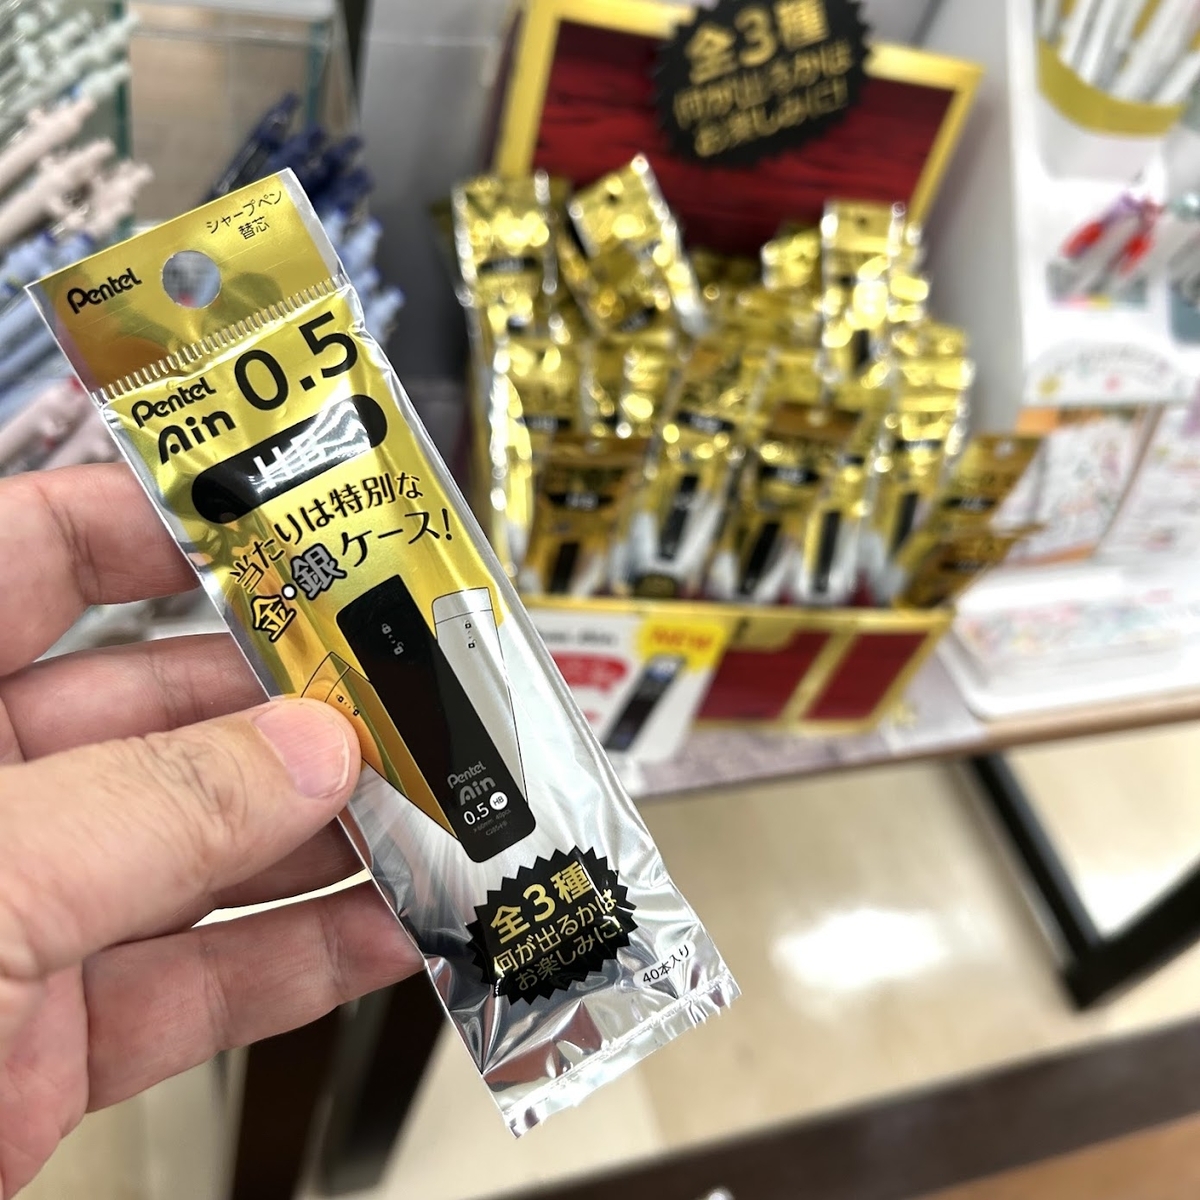 全3種
何が出るかは
お楽しみに!
シャープペン
替芯
Pentel
Pentel
Ain 0.5
HB
当たりは特別な
金・銀ケース!
Pentel
Ain
0.5 HB
全3種
何が出るかは
お楽しみに!
40本入り
NEW